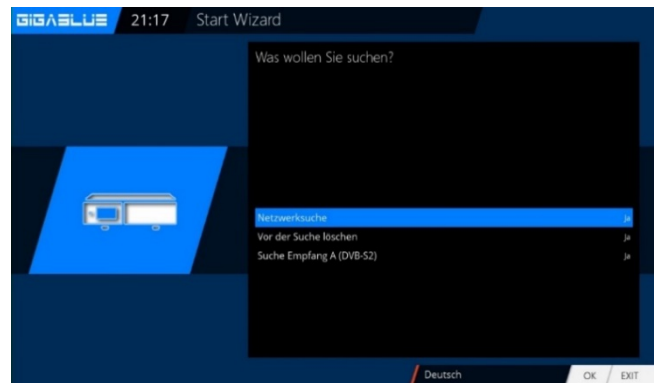 GIGABLUE 21:17 Start Wizard
Was wollen Sie suchen?
Netzwerksuche Ja
Vor der Suche löschen Ja
Suche Empfang A (DVB-S2) Ja
Deutsch OK EXIT